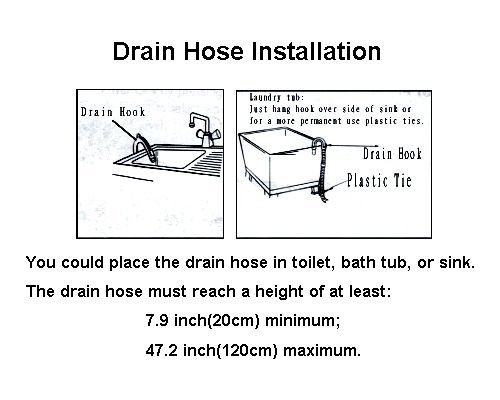 Drain Hose Installation
Drain Hook
Laundry tub:
Just hang hook over side of sink or
for a more permanent use plastic ties.
Drain Hook
Plastic Tie
You could place the drain hose in toilet, bath tub, or sink.
The drain hose must reach a height of at least:
7.9 inch(20cm) minimum;
47.2 inch(120cm) maximum.